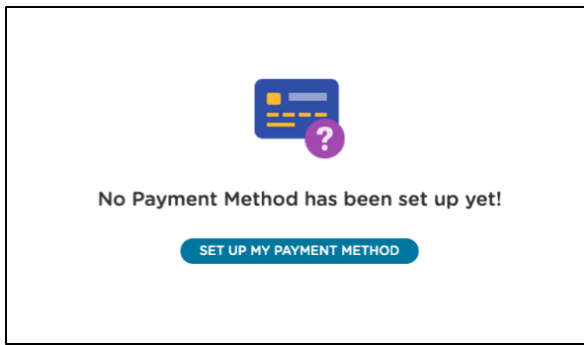 ?
No Payment Method has been set up yet!
SET UP MY PAYMENT METHOD